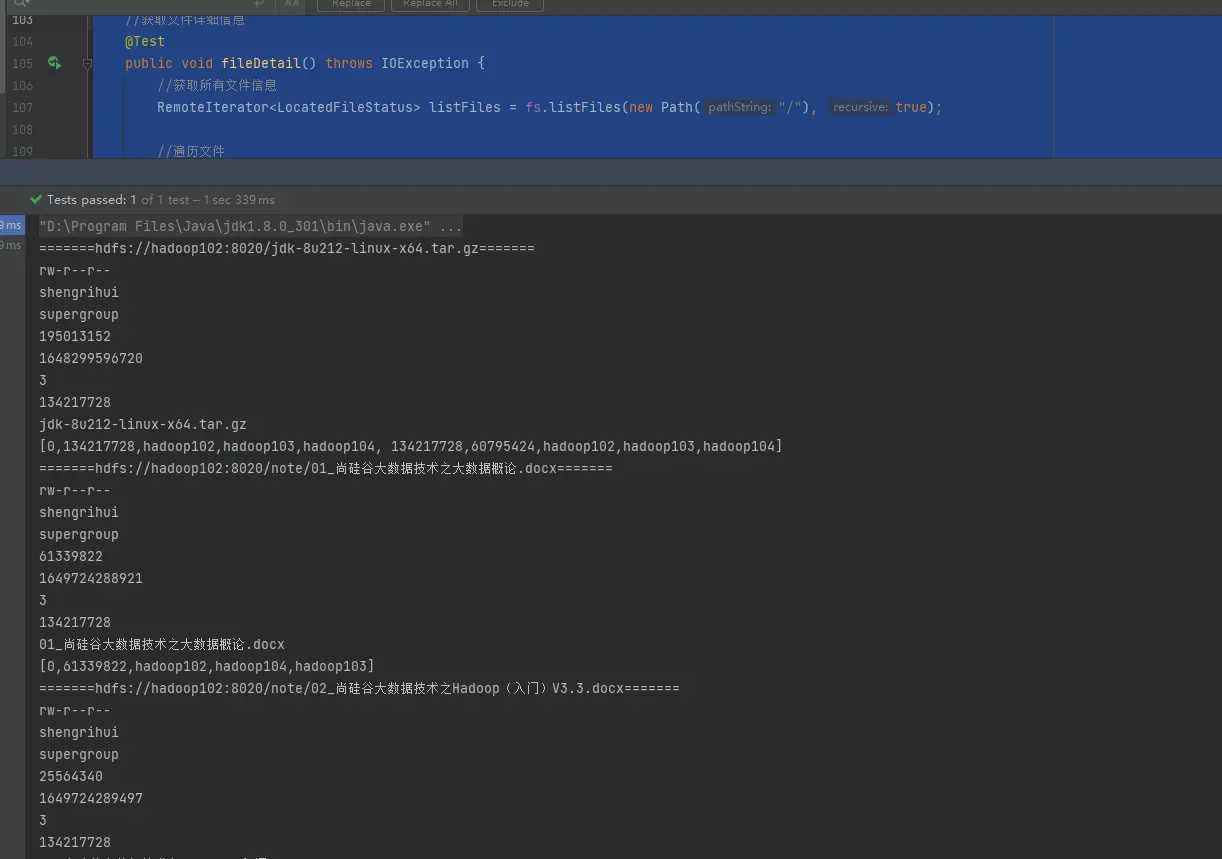 Replace Replace All Exclude
103 //获取文件详细信息
104 @Test
105 public void fileDetail() throws IOException {
106 //获取所有文件信息
107 RemoteIterator<LocatedFileStatus> listFiles = fs.listFiles(new Path( pathString: "/"), recursive: true);
108
109 //遍历文件
Tests passed: 1 of 1 test – 1 sec 339 ms
"D:\Program Files\Java\jdk1.8.0_301\bin\java.exe" ...
=======hdfs://hadoop102:8020/jdk-8u212-linux-x64.tar.gz=======
rw-r--r--
shengrihui
supergroup
195013152
1648299596720
3
134217728
jdk-8u212-linux-x64.tar.gz
[0,134217728,hadoop102,hadoop103,hadoop104, 134217728,60795424,hadoop102,hadoop103,hadoop104]
=======hdfs://hadoop102:8020/note/01_尚硅谷大数据技术之大数据概论.docx=======
rw-r--r--
shengrihui
supergroup
61339822
1649724288921
3
134217728
01_尚硅谷大数据技术之大数据概论.docx
[0,61339822,hadoop102,hadoop104,hadoop103]
=======hdfs://hadoop102:8020/note/02_尚硅谷大数据技术之Hadoop（入门）V3.3.docx=======
rw-r--r--
shengrihui
supergroup
25564340
1649724289497
3
134217728